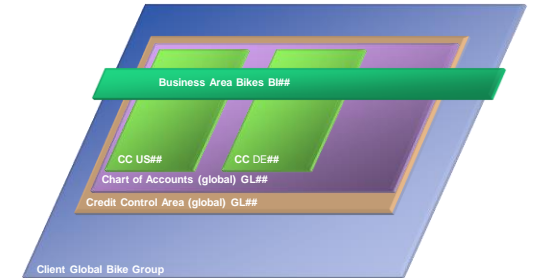 Business Area Bikes BI##
CC US##
CC DE##
Chart of Accounts (global) GL##
Credit Control Area (global) GL##
Client Global Bike Group